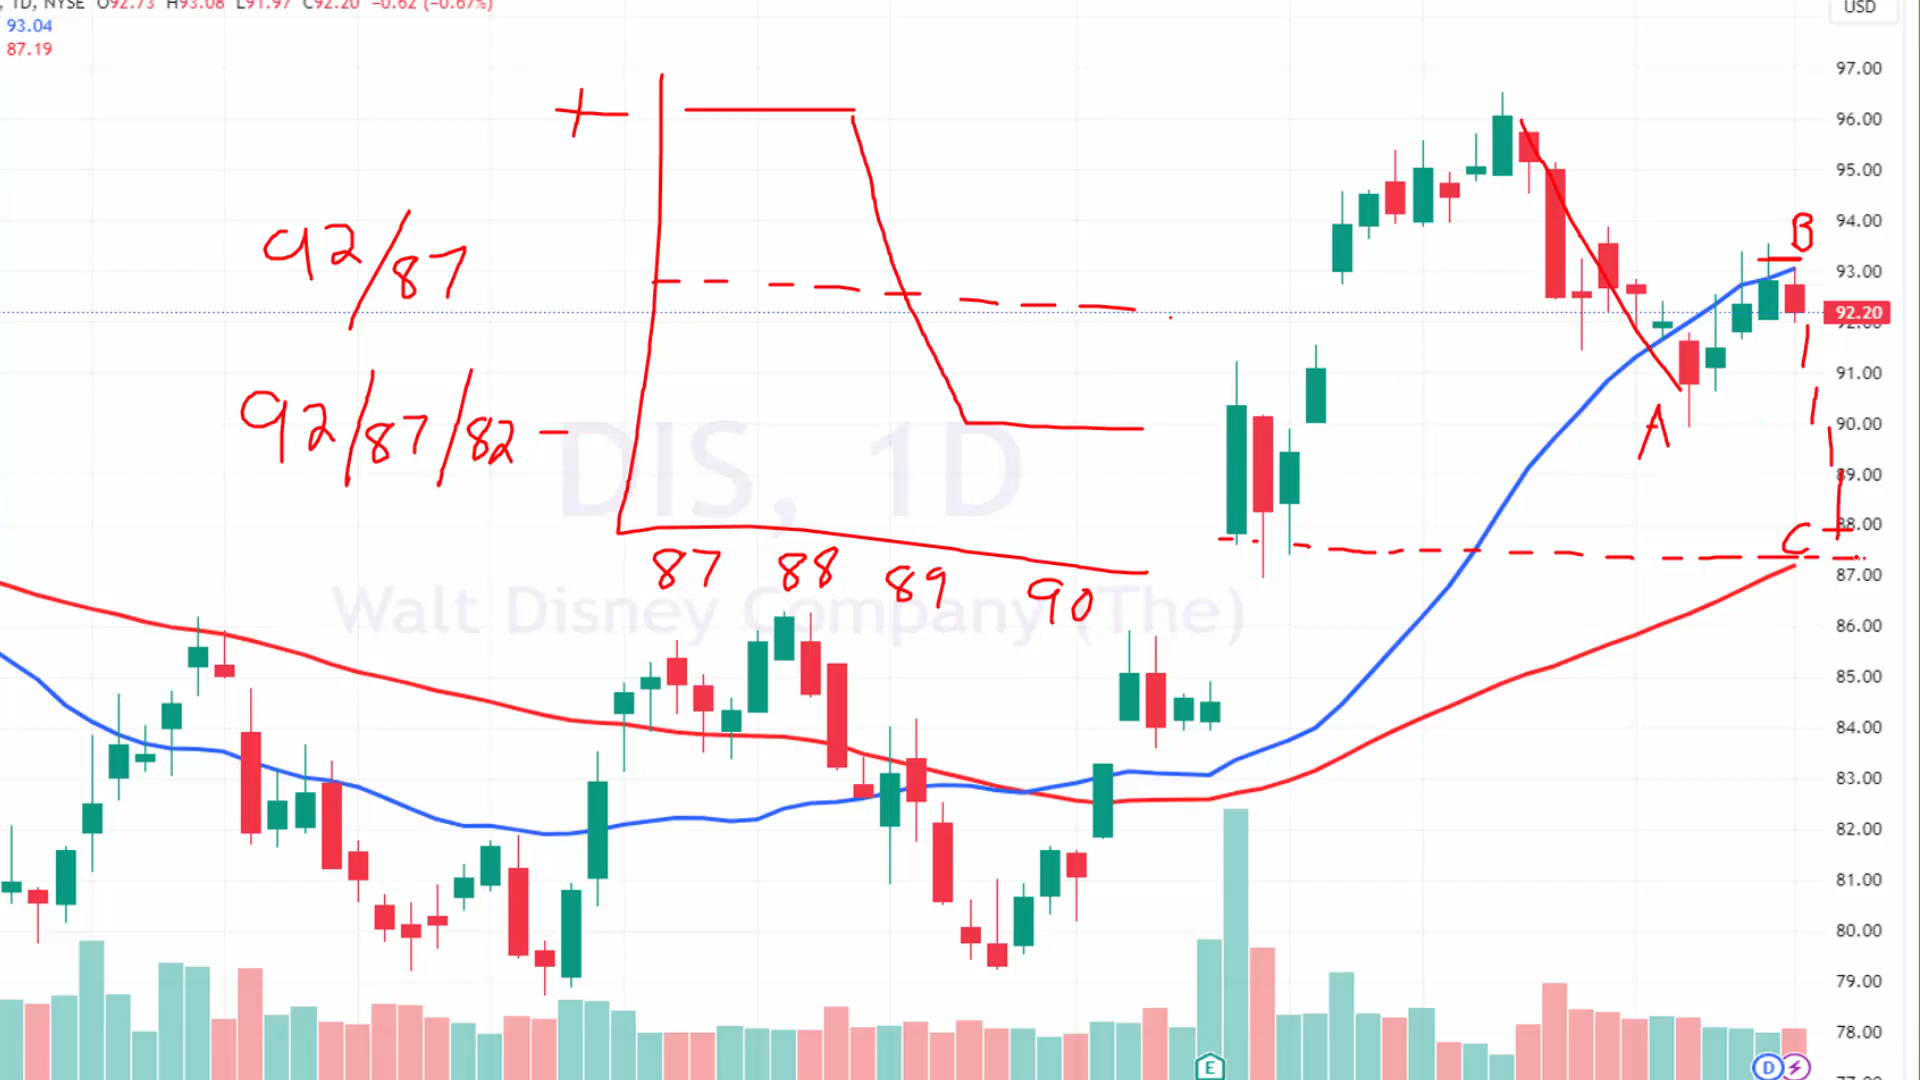 , 1D, NYSE O92.73 H93.08 L91.97 C92.20 −0.62 (−0.67%)
93.04
87.19
USD
97.00
96.00
95.00
94.00
93.00
92.20
92.00
91.00
90.00
89.00
88.00
87.00
86.00
85.00
84.00
83.00
82.00
81.00
80.00
79.00
78.00
+
92/87
92/87/82 -
87 88 89 90
A
B
C
DIS, 1D
Walt Disney Company (The)
E
D